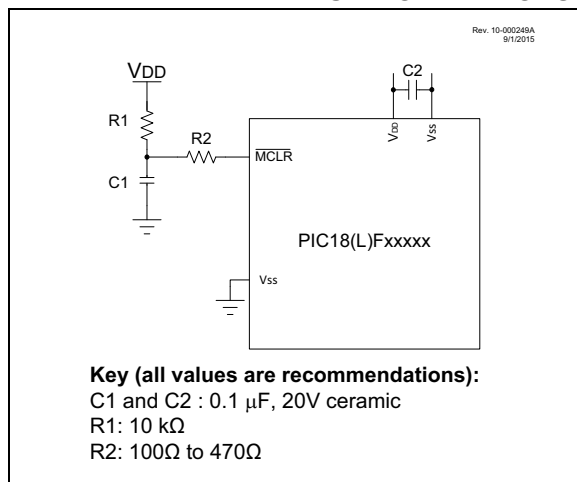 Rev. 10-000249A
9/1/2015
VDD
C2
R1
R2
VDD
Vss
MCLR
C1
PIC18(L)Fxxxxx
Vss
Key (all values are recommendations):
C1 and C2 : 0.1 μF, 20V ceramic
R1: 10 kΩ
R2: 100Ω to 470Ω